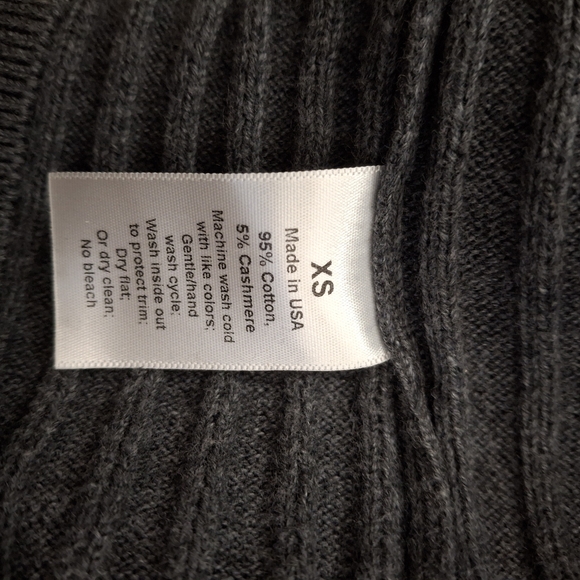 XS
Made in USA
95% Cotton,
5% Cashmere
Machine wash cold
with like colors;
Gentle/hand
wash cycle;
Wash inside out
to protect trim;
Dry flat;
Or dry clean;
No bleach